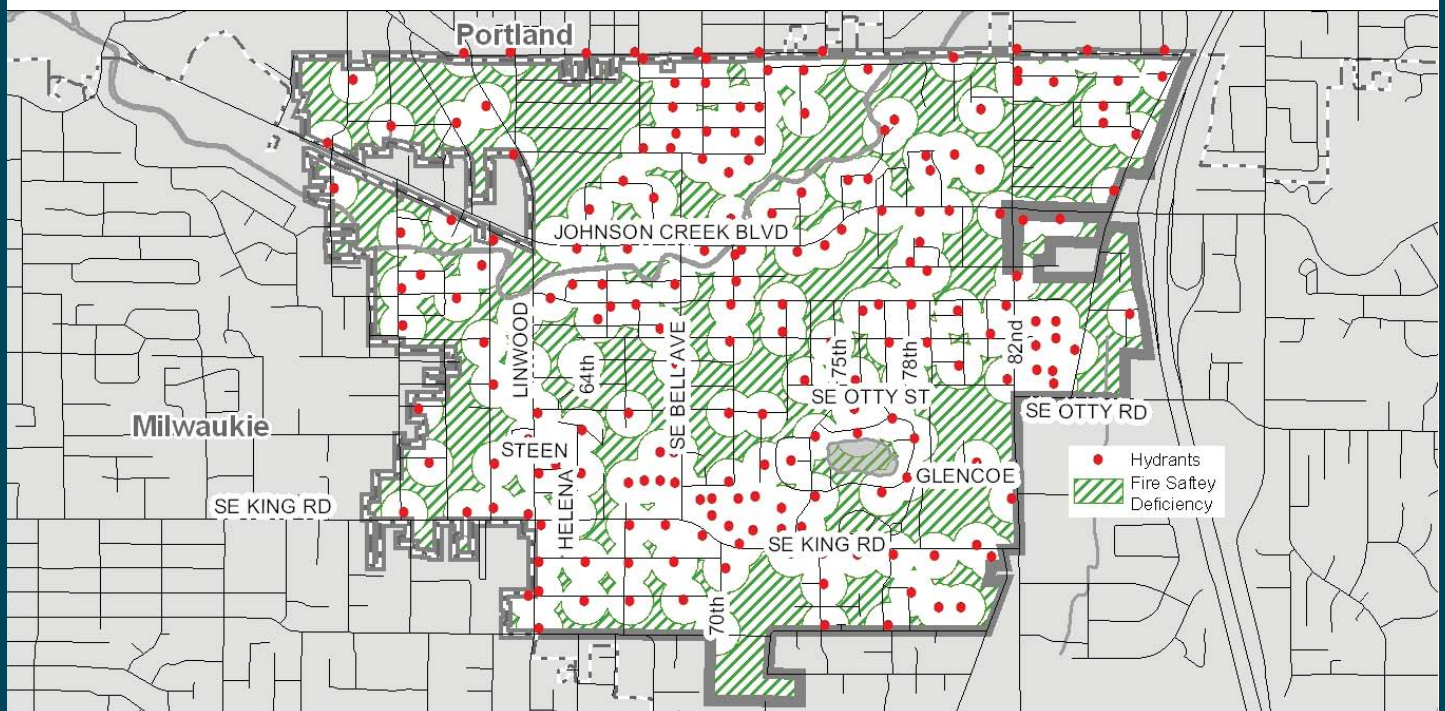 Portland
JOHNSON CREEK BLVD
LINWOOD
64th
SE BELL AVE
75th
78th
82nd
SE OTTY ST
SE OTTY RD
Milwaukie
STEEN
GLENCOE
Hydrants
Fire Saftey
Deficiency
SE KING RD
HELENA
SE KING RD
70th